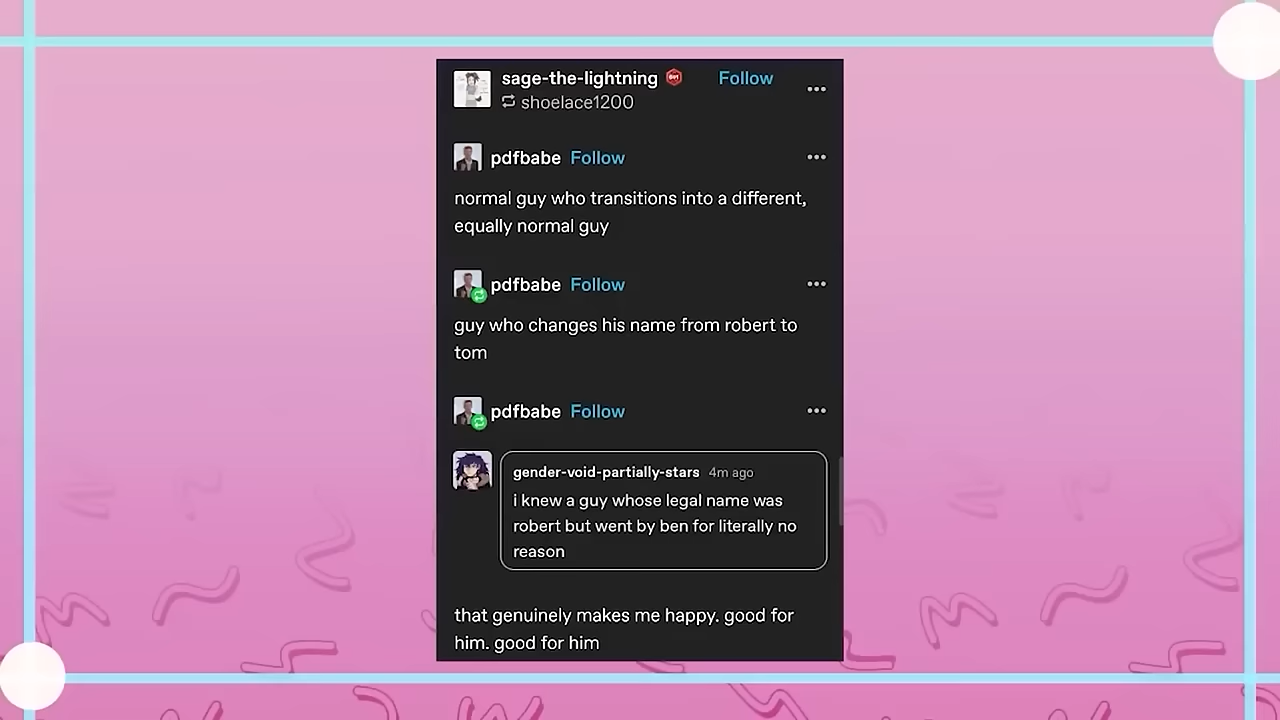 sage-the-lightning Follow
shoelace1200
pdfbabe Follow
normal guy who transitions into a different,
equally normal guy
pdfbabe Follow
guy who changes his name from robert to
tom
pdfbabe Follow
gender-void-partially-stars 4m ago
i knew a guy whose legal name was
robert but went by ben for literally no
reason
that genuinely makes me happy. good for
him. good for him